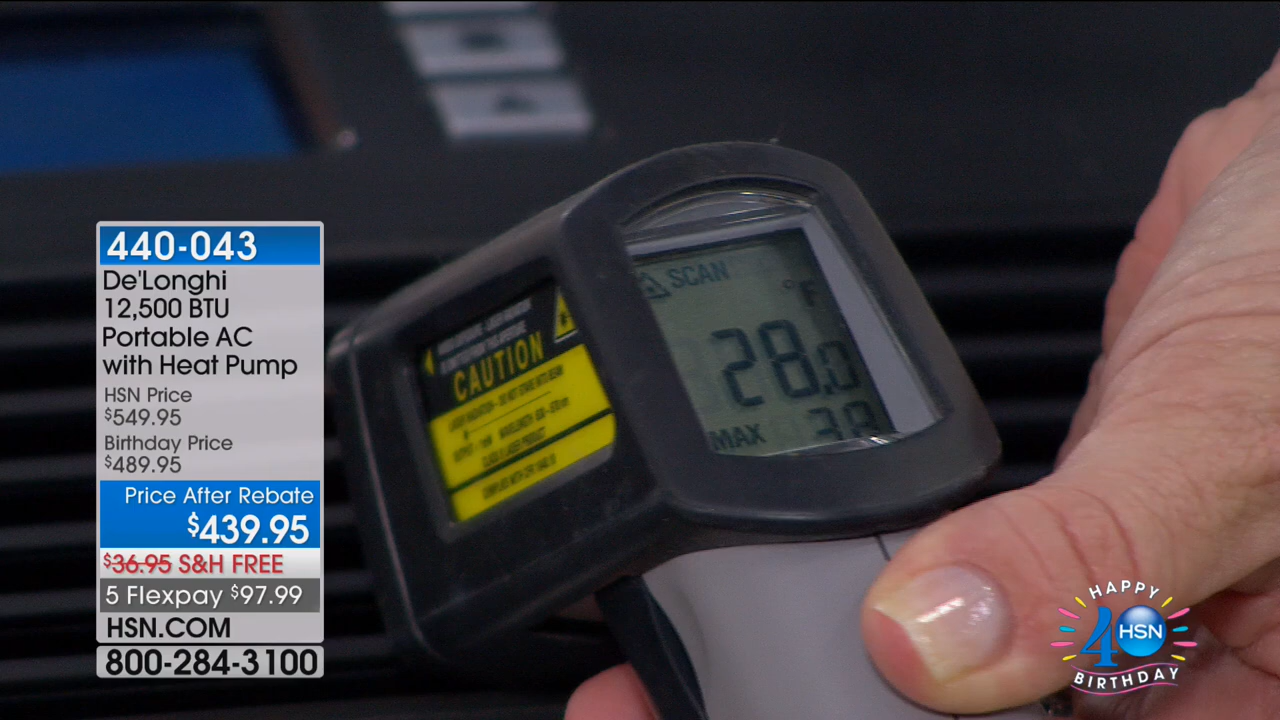 440-043
De'Longhi
12,500 BTU
Portable AC
with Heat Pump
HSN Price
$549.95
Birthday Price
$489.95
Price After Rebate
$439.95
$36.95 S&H FREE
5 Flexpay $97.99
HSN.COM
800-284-3100
CAUTION
SCAN
°F
28.0
MAX
HAPPY
40
HSN
BIRTHDAY